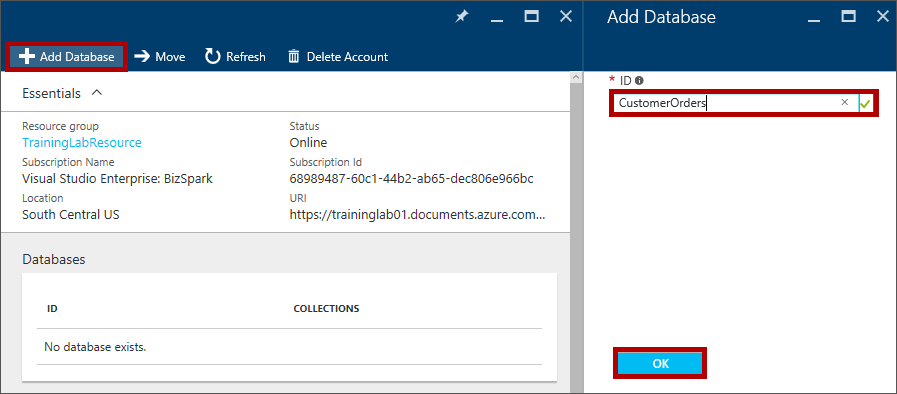 Add Database
Move
Refresh
Delete Account
Essentials
Resource group
TrainingLabResource
Status
Online
Subscription Name
Visual Studio Enterprise: BizSpark
Subscription Id
68989487-60c1-44b2-ab65-dec806e966bc
Location
South Central US
URI
https://traininglab01.documents.azure.com...
Databases
ID
COLLECTIONS
No database exists.
Add Database
* ID
CustomerOrders
OK